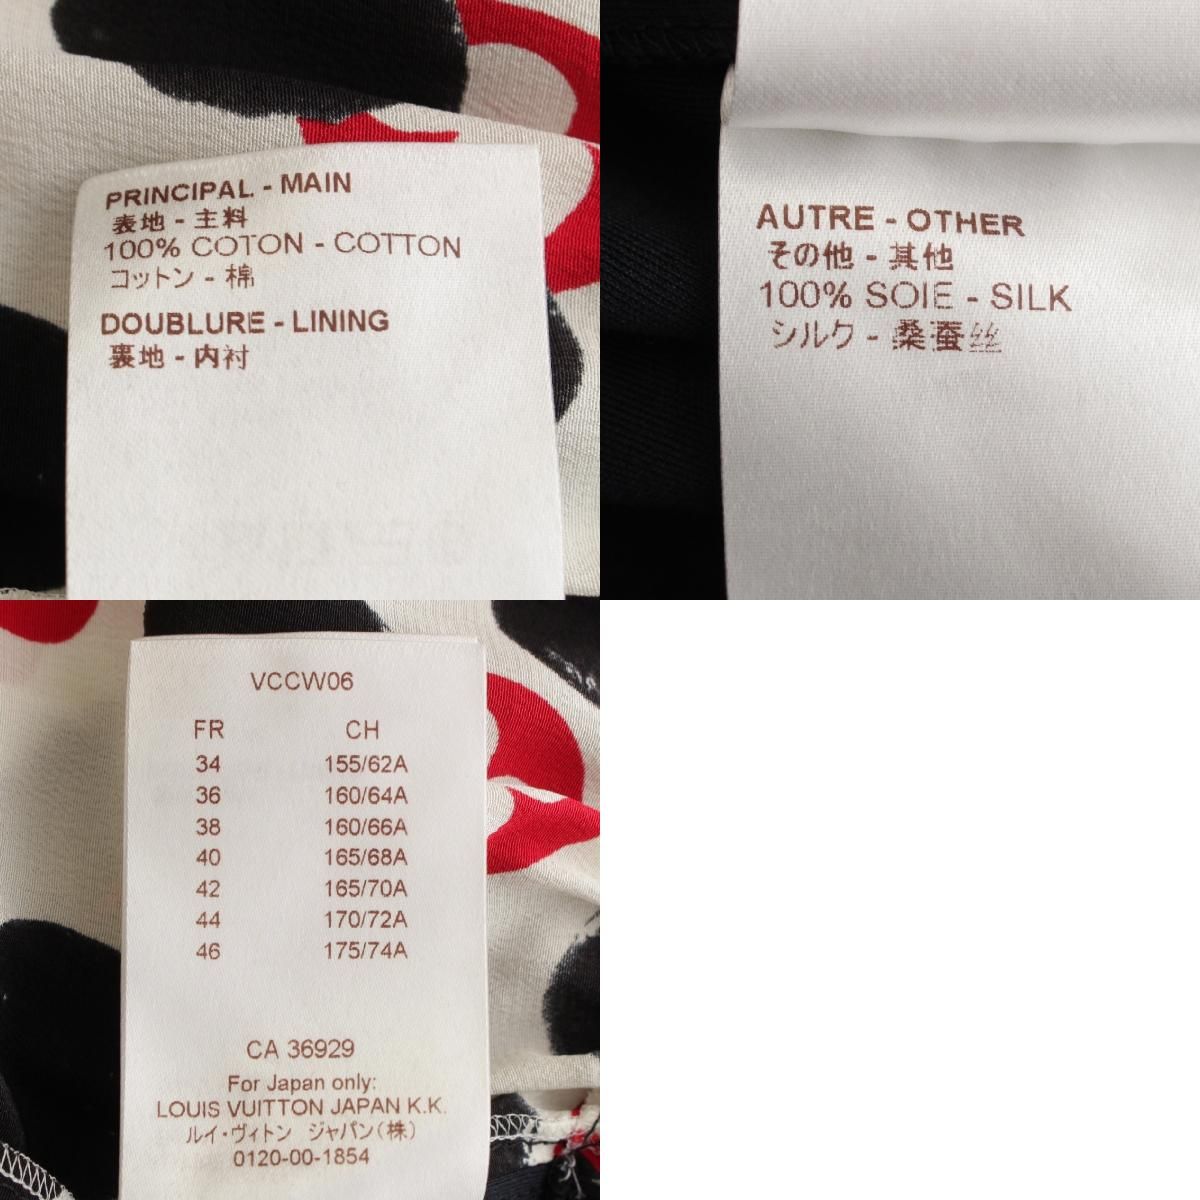 PRINCIPAL - MAIN
表地 - 主料
100% COTON - COTTON
コットン - 棉
DOUBLURE - LINING
裏地 - 内衬
AUTRE - OTHER
その他 - 其他
100% SOIE - SILK
シルク - 桑蚕丝
VCCW06
FR CH
34 155/62A
36 160/64A
38 160/66A
40 165/68A
42 165/70A
44 170/72A
46 175/74A
CA 36929
For Japan only:
LOUIS VUITTON JAPAN K.K.
ルイ・ヴィトン ジャパン(株)
0120-00-1854